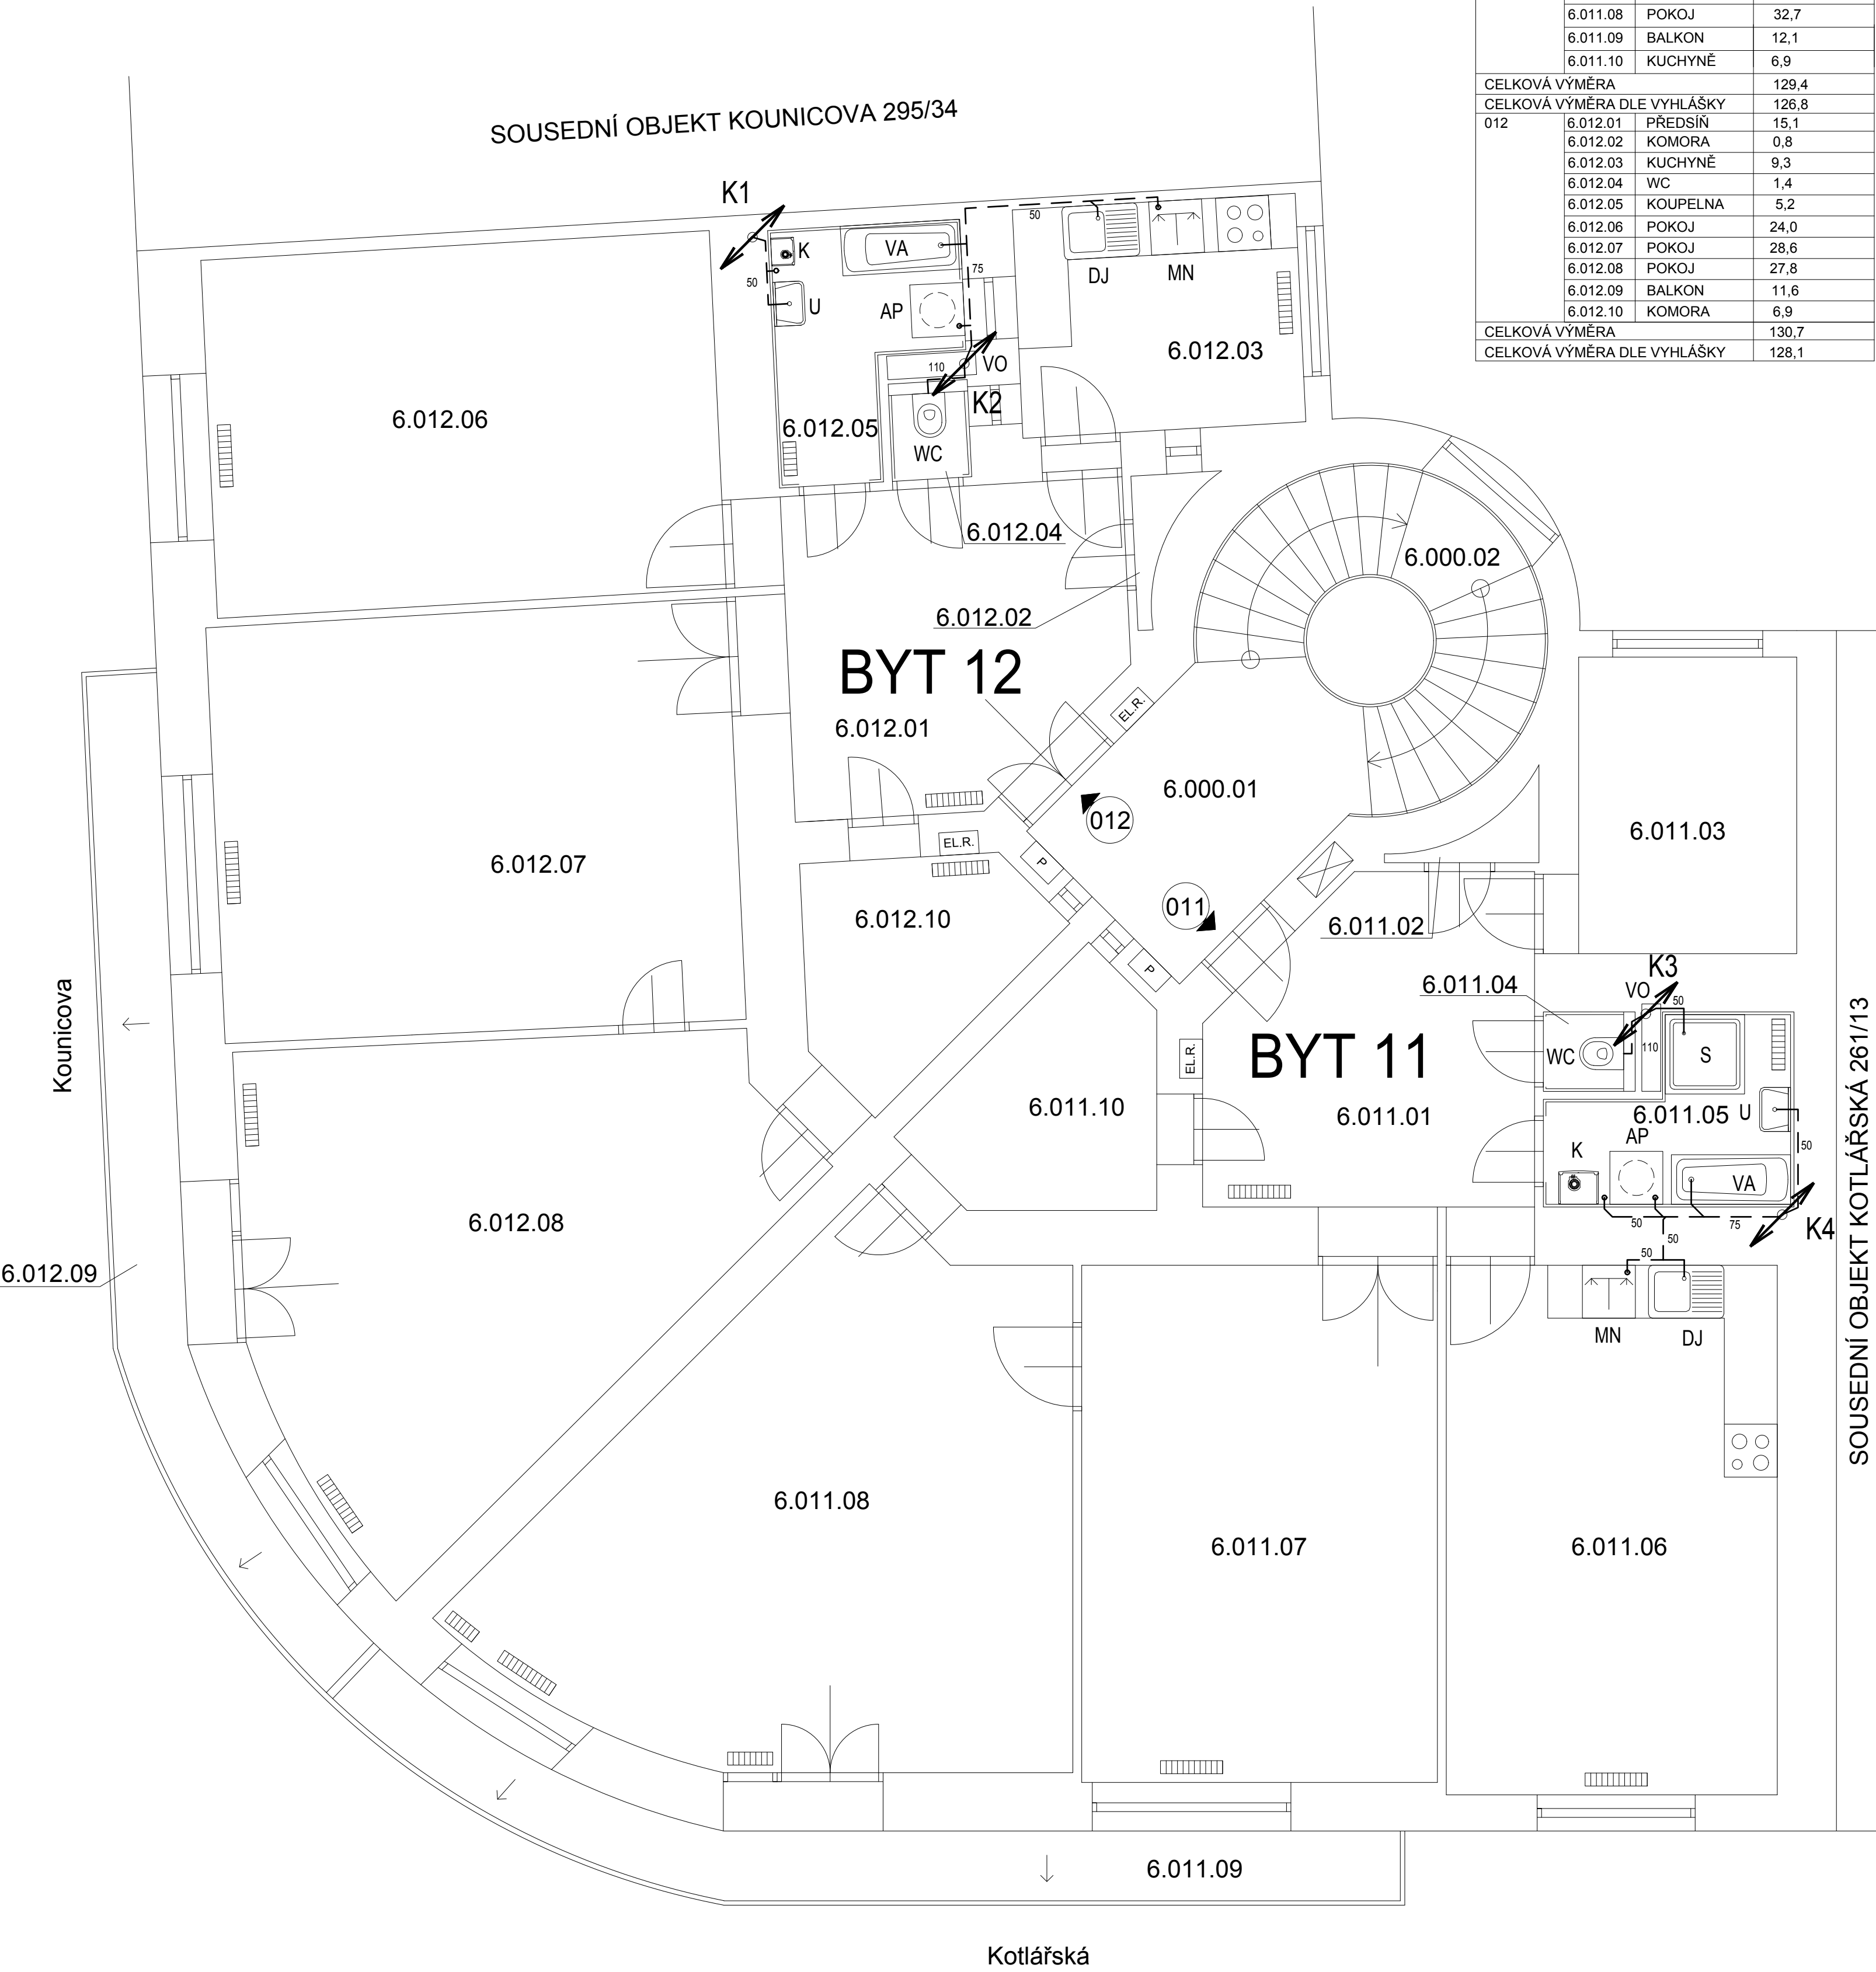 6.011.08 POKOJ 32,7
6.011.09 BALKON 12,1
6.011.10 KUCHYNĚ 6,9
CELKOVÁ VÝMĚRA 129,4
CELKOVÁ VÝMĚRA DLE VYHLÁŠKY 126,8
012 6.012.01 PŘEDSÍŇ 15,1
6.012.02 KOMORA 0,8
6.012.03 KUCHYNĚ 9,3
6.012.04 WC 1,4
6.012.05 KOUPELNA 5,2
6.012.06 POKOJ 24,0
6.012.07 POKOJ 28,6
6.012.08 POKOJ 27,8
6.012.09 BALKON 11,6
6.012.10 KOMORA 6,9
CELKOVÁ VÝMĚRA 130,7
CELKOVÁ VÝMĚRA DLE VYHLÁŠKY 128,1
SOUSEDNÍ OBJEKT KOUNICOVA 295/34
K1
50
K
VA
U
AP
75
50
DJ
MN
6.012.03
110
VO
K2
6.012.05
WC
6.012.06
6.012.04
6.000.02
6.012.02
BYT 12
6.012.01
EL.R.
6.000.01
012
6.011.03
EL.R.
P
6.012.07
6.012.10
011
6.011.02
P
K3
6.011.04
VO
50
Kounicova
BYT 11
EL.R.
WC
110
S
6.011.10
6.011.01
6.011.05
U
AP
K
50
VA
50
75
K4
50
50
MN
DJ
SOUSEDNÍ OBJEKT KOTLÁŘSKÁ 261/13
6.012.08
6.012.09
6.011.08
6.011.07
6.011.06
6.011.09
Kotlářská